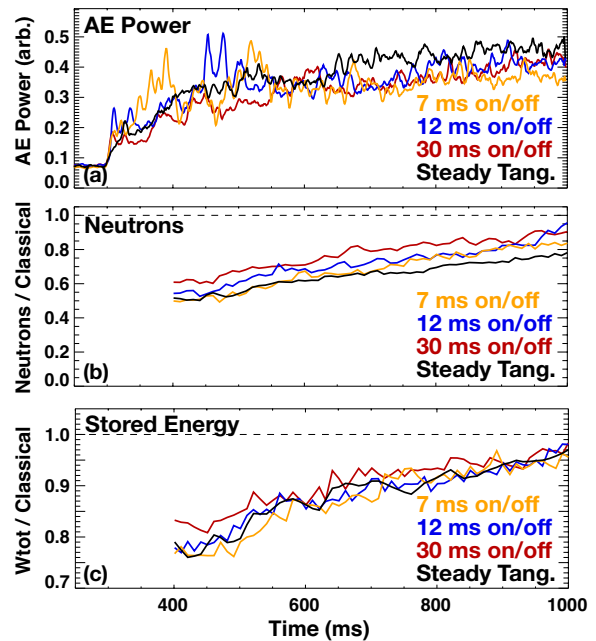 AE Power
AE Power (arb.)
0.5
0.4
0.3
0.2
0.1
0.0
(a)
7 ms on/off
12 ms on/off
30 ms on/off
Steady Tang.
Neutrons
Neutrons / Classical
1.0
0.8
0.6
0.4
0.2
0.0
(b)
7 ms on/off
12 ms on/off
30 ms on/off
Steady Tang.
Stored Energy
Wtot / Classical
1.0
0.9
0.8
0.7
(c)
7 ms on/off
12 ms on/off
30 ms on/off
Steady Tang.
400 600 800 1000
Time (ms)